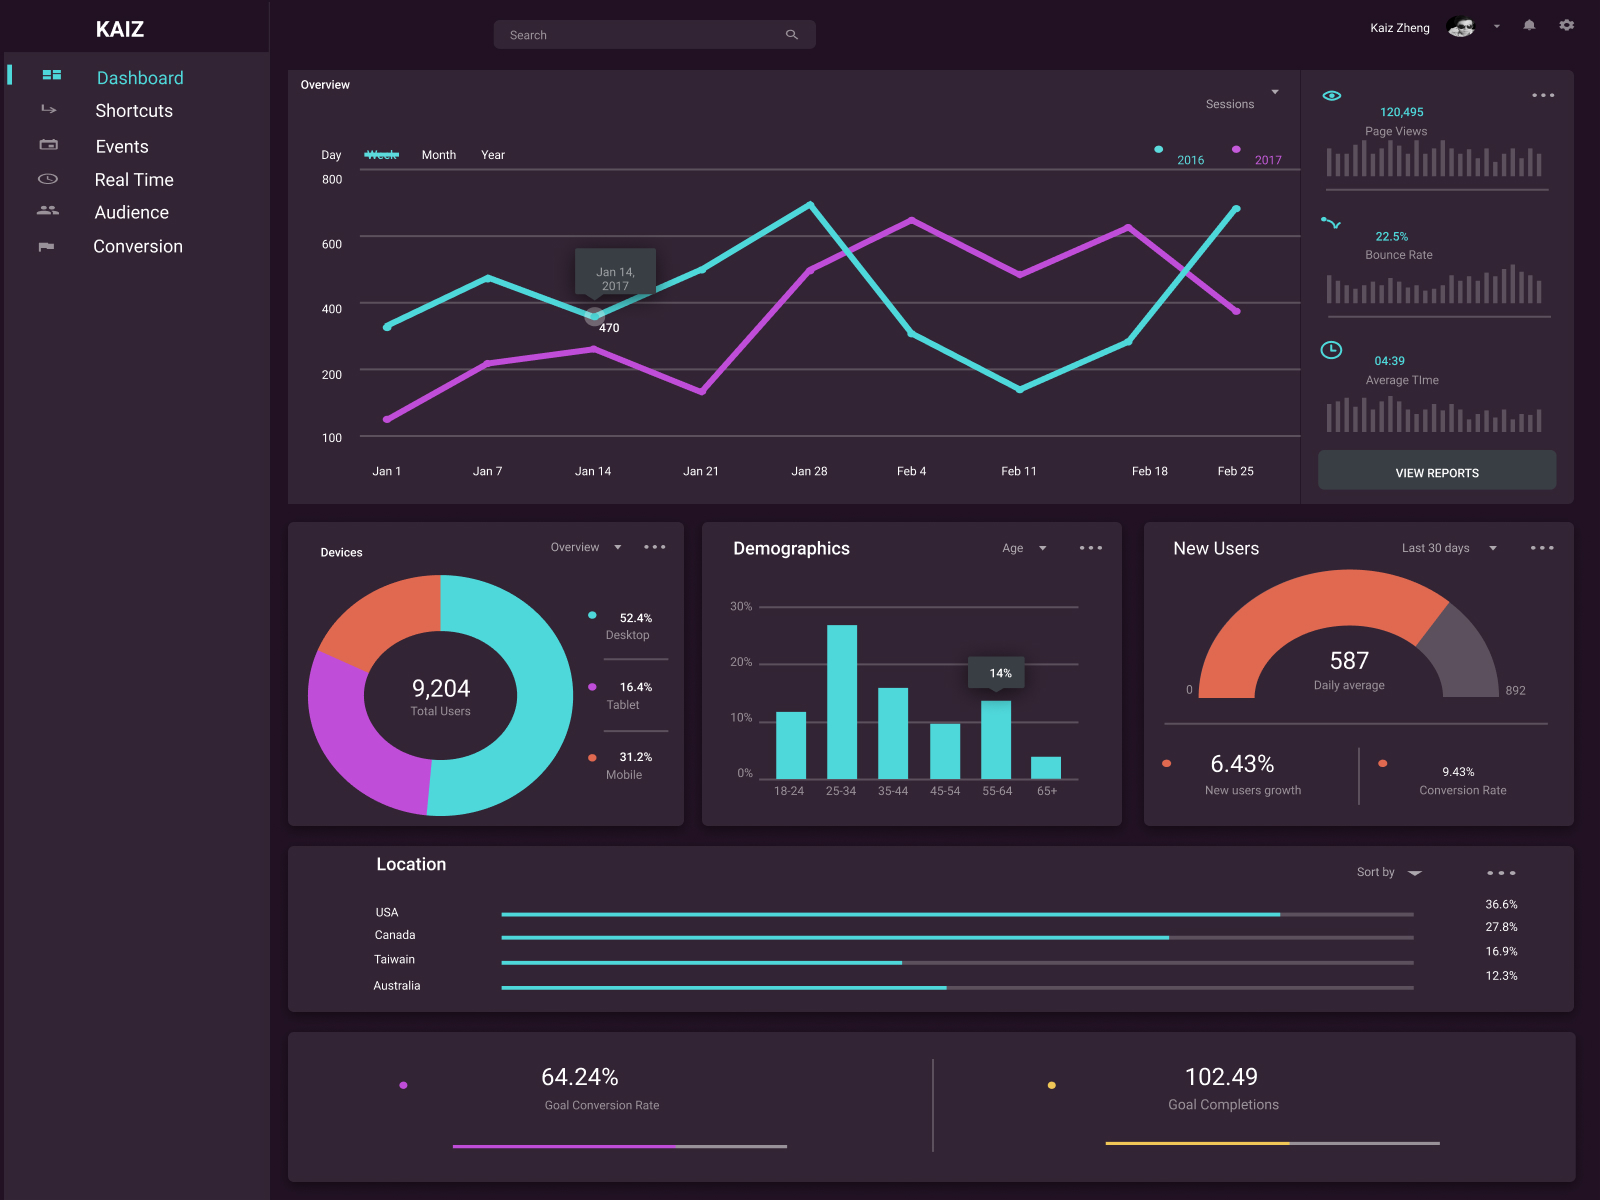 KAIZ
Search
Kaiz Zheng
Dashboard
Shortcuts
Events
Real Time
Audience
Conversion
Overview
Sessions
Day Week Month Year
2016 2017
800
600
400
200
100
Jan 14,
2017
470
Jan 1 Jan 7 Jan 14 Jan 21 Jan 28 Feb 4 Feb 11 Feb 18 Feb 25
120,495
Page Views
22.5%
Bounce Rate
04:39
Average TIme
VIEW REPORTS
Devices
Overview
9,204
Total Users
52.4%
Desktop
16.4%
Tablet
31.2%
Mobile
Demographics
Age
30%
20%
10%
0%
14%
18-24 25-34 35-44 45-54 55-64 65+
New Users
Last 30 days
587
Daily average
0
892
6.43%
New users growth
9.43%
Conversion Rate
Location
Sort by
USA 36.6%
Canada 27.8%
Taiwain 16.9%
Australia 12.3%
64.24%
Goal Conversion Rate
102.49
Goal Completions